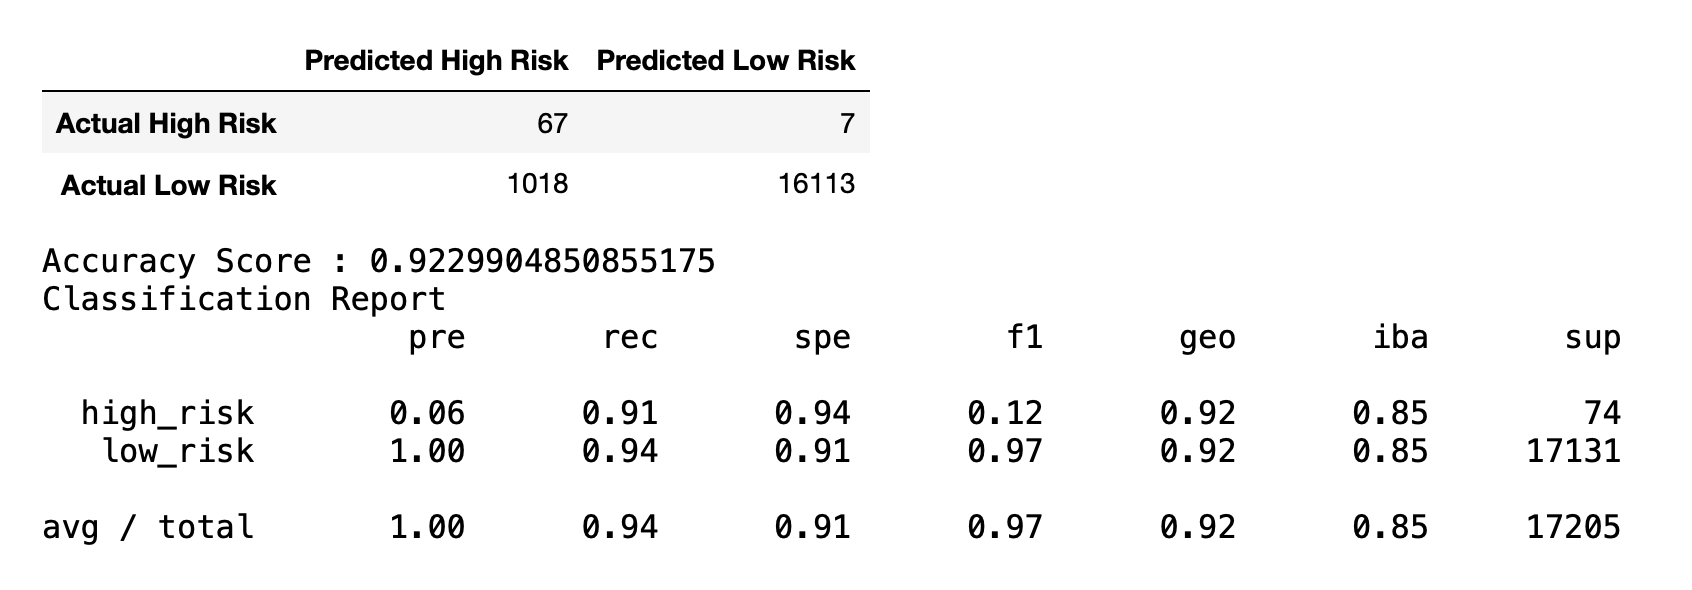 Predicted High Risk Predicted Low Risk
Actual High Risk 67 7
Actual Low Risk 1018 16113
Accuracy Score : 0.9229904850855175
Classification Report
pre rec spe f1 geo iba sup
high_risk 0.06 0.91 0.94 0.12 0.92 0.85 74
low_risk 1.00 0.94 0.91 0.97 0.92 0.85 17131
avg / total 1.00 0.94 0.91 0.97 0.92 0.85 17205